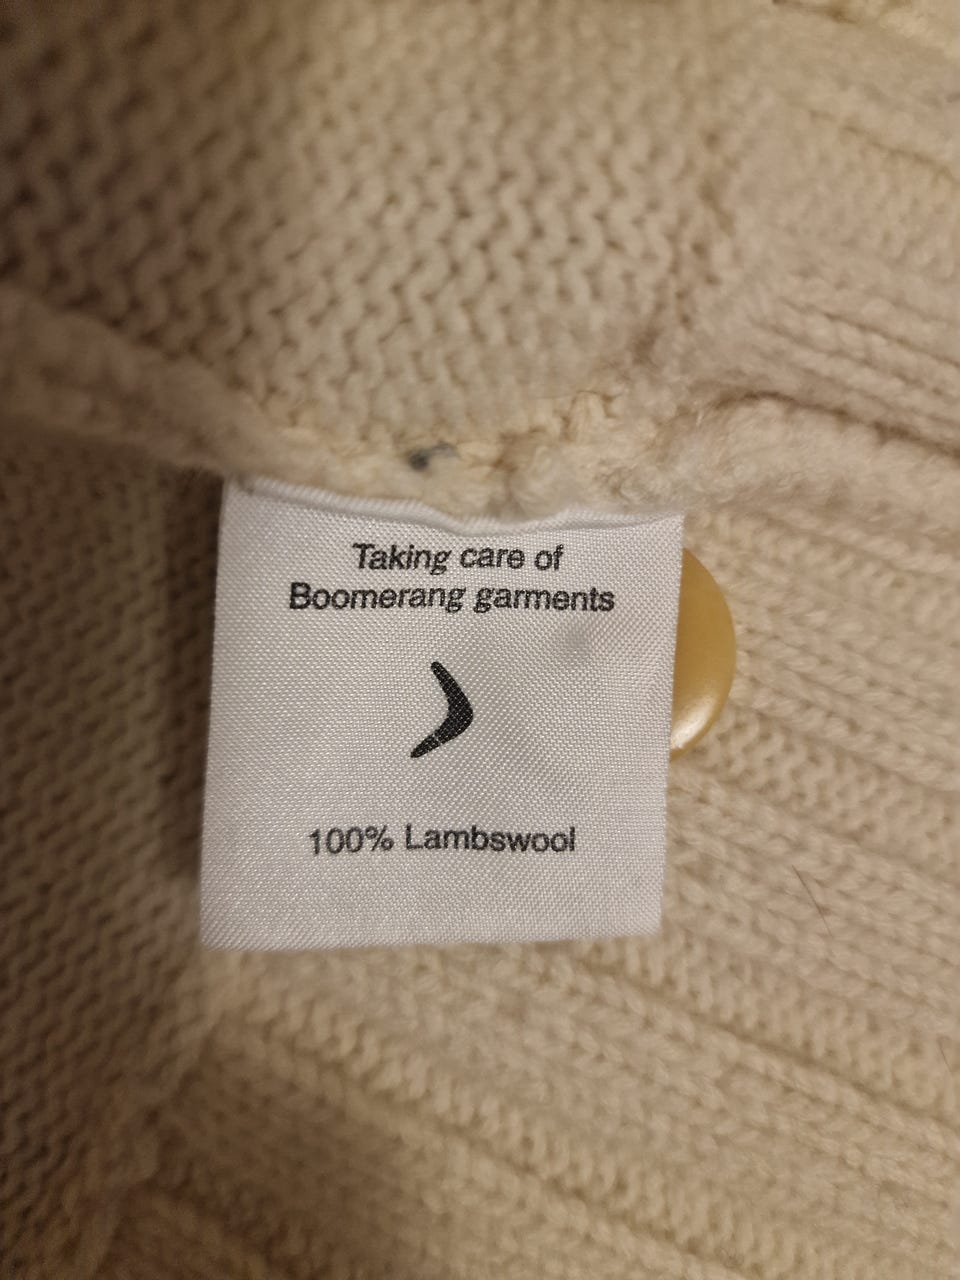 Taking care of
Boomerang garments
100% Lambswool